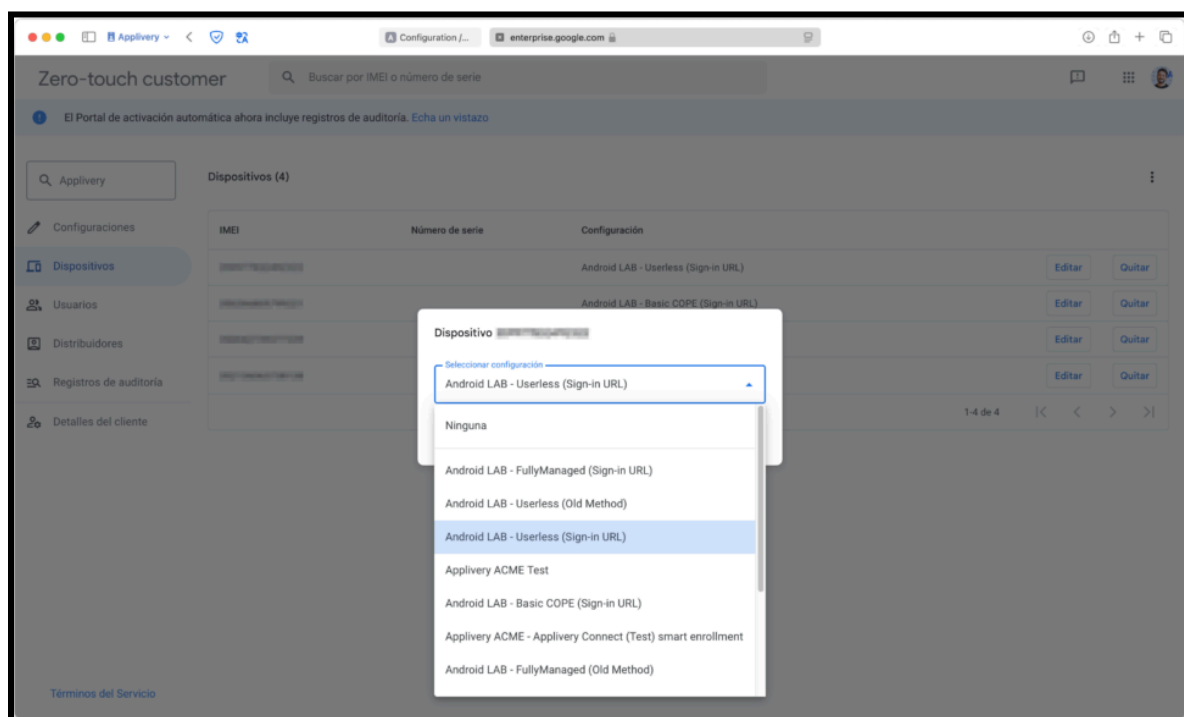 Applivery
Configuration /...
enterprise.google.com
Zero-touch customer
Buscar por IMEI o número de serie
El Portal de activación automática ahora incluye registros de auditoría. Echa un vistazo
Applivery
Dispositivos (4)
Configuraciones
IMEI Número de serie Configuración
Dispositivos
Android LAB - Userless (Sign-in URL) Editar Quitar
Usuarios
Android LAB - Basic COPE (Sign-in URL) Editar Quitar
Distribuidores
Editar Quitar
Registros de auditoría
Editar Quitar
Detalles del cliente
1-4 de 4
Dispositivo
Seleccionar configuración
Android LAB - Userless (Sign-in URL)
Ninguna
Android LAB - FullyManaged (Sign-in URL)
Android LAB - Userless (Old Method)
Android LAB - Userless (Sign-in URL)
Applivery ACME Test
Android LAB - Basic COPE (Sign-in URL)
Applivery ACME - Applivery Connect (Test) smart enrollment
Android LAB - FullyManaged (Old Method)
Términos del Servicio